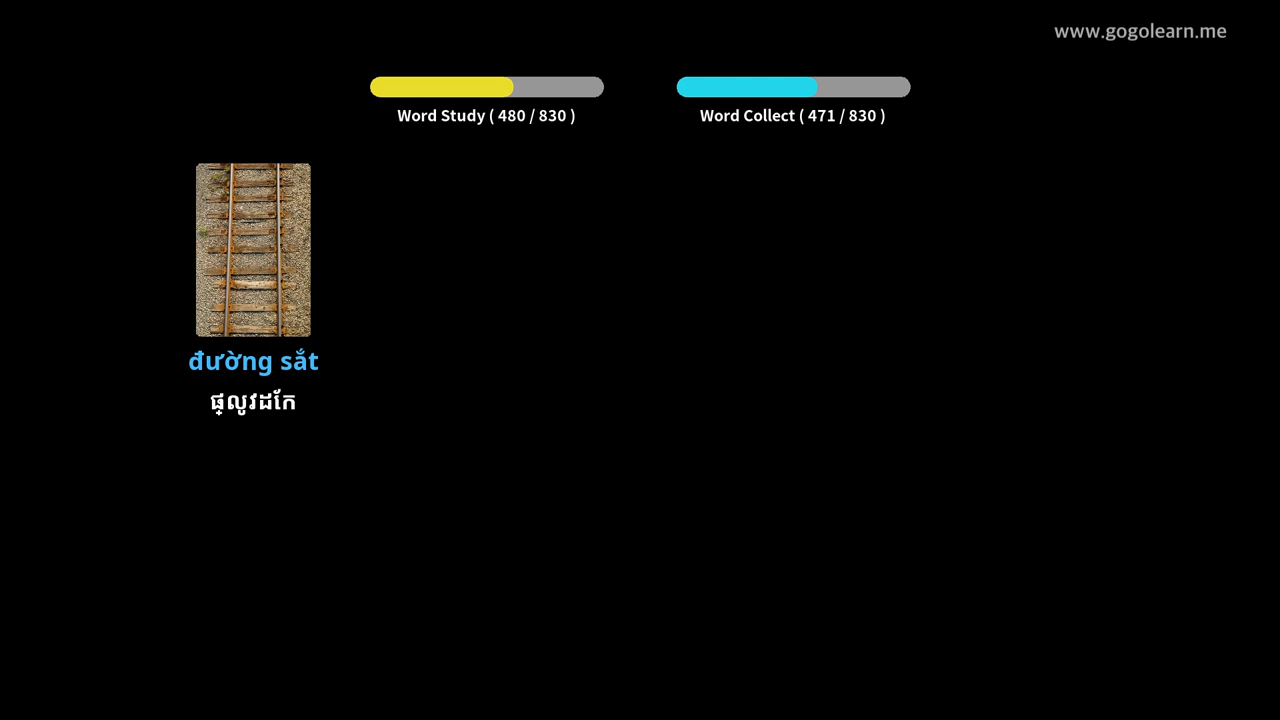 www.gogolearn.me
Word Study ( 480 / 830 )
Word Collect ( 471 / 830 )
đường sắt
ផ្លូវដែក